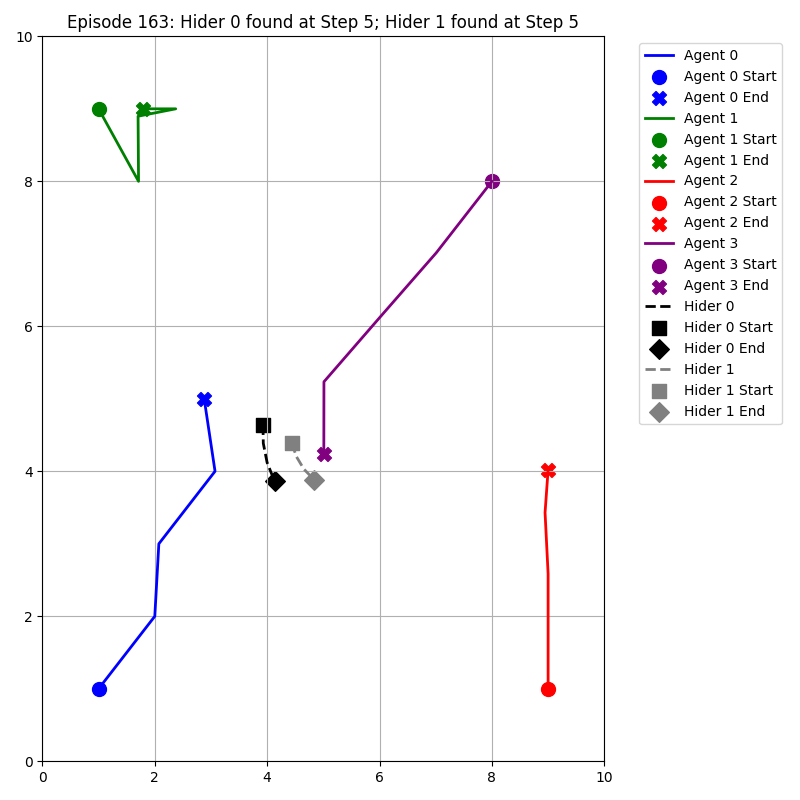 Episode 163: Hider 0 found at Step 5; Hider 1 found at Step 5
10
8
6
4
2
0
0
2
4
6
8
10
Agent 0
Agent 0 Start
Agent 0 End
Agent 1
Agent 1 Start
Agent 1 End
Agent 2
Agent 2 Start
Agent 2 End
Agent 3
Agent 3 Start
Agent 3 End
Hider 0
Hider 0 Start
Hider 0 End
Hider 1
Hider 1 Start
Hider 1 End